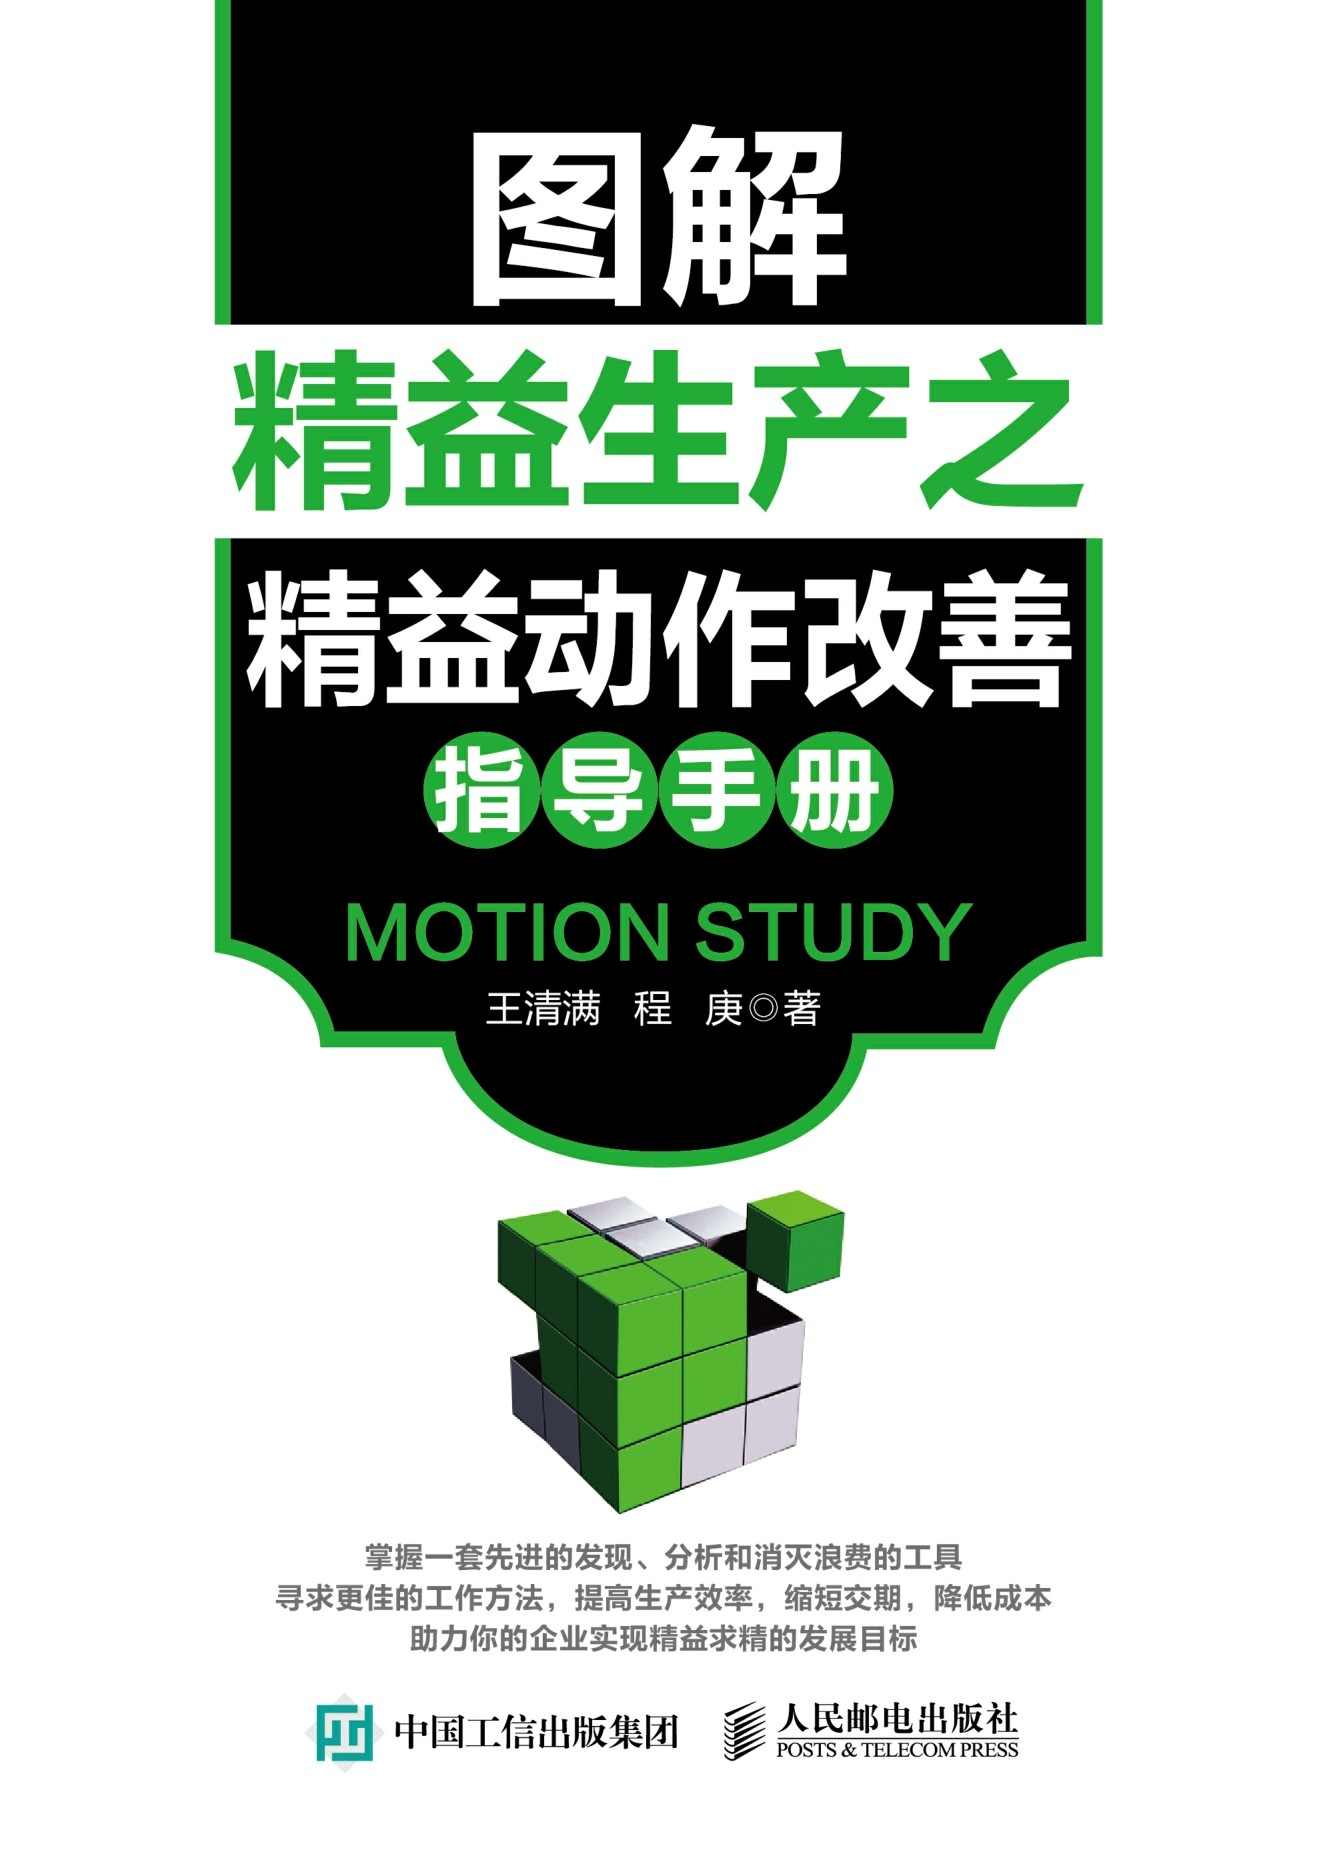 图解
精益生产之
精益动作改善
指导手册
MOTION STUDY
王清满 程 庚◎著
掌握一套先进的发现、分析和消灭浪费的工具
寻求更佳的工作方法，提高生产效率，缩短交期，降低成本
助力你的企业实现精益求精的发展目标
中国工信出版集团
人民邮电出版社
POSTS & TELECOM PRESS